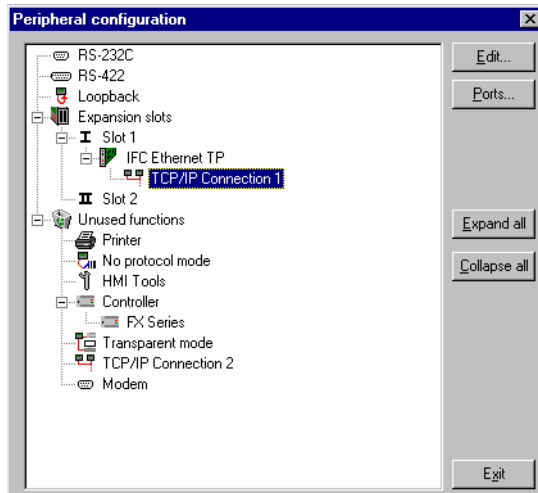 Peripheral configuration
RS-232C
Edit...
RS-422
Loopback
Ports...
Expansion slots
Slot 1
IFC Ethernet TP
TCP/IP Connection 1
Slot 2
Unused functions
Expand all
Printer
No protocol mode
Collapse all
HMI Tools
Controller
FX Series
Transparent mode
TCP/IP Connection 2
Modem
Exit